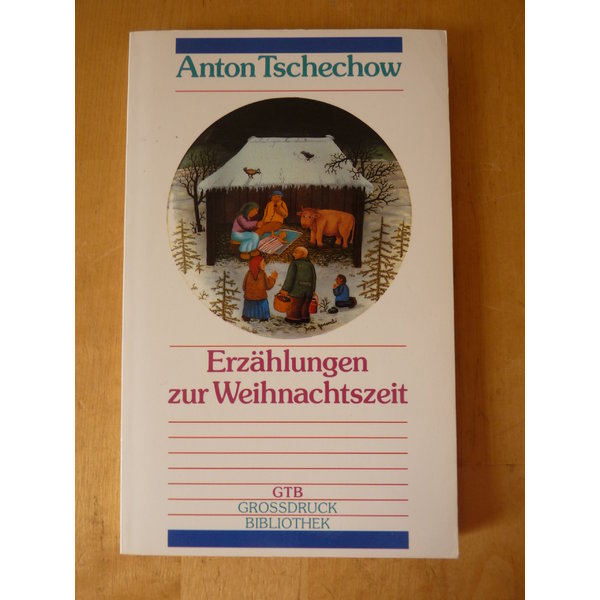 Anton Tschechow
Erzählungen
zur Weihnachtszeit
GTB
GROSSDRUCK
BIBLIOTHEK